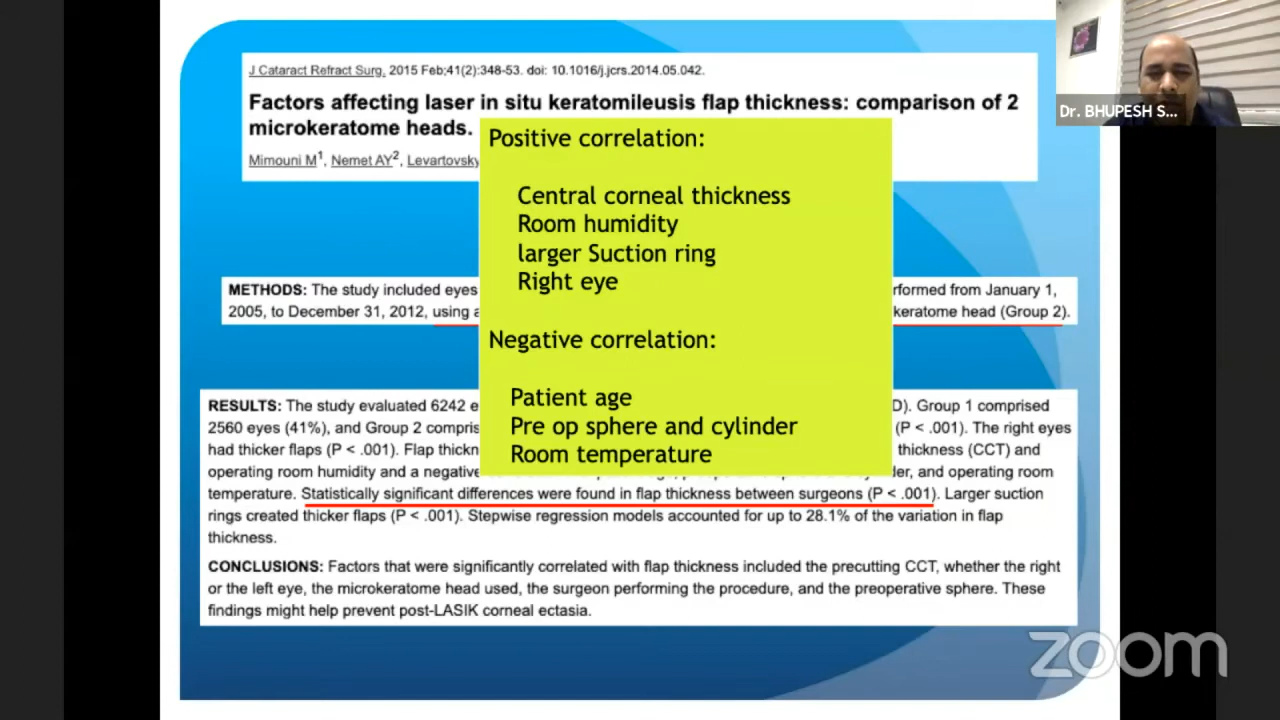 J Cataract Refract Surg. 2015 Feb;41(2):348-53. doi: 10.1016/j.jcrs.2014.05.042.
Factors affecting laser in situ keratomileusis flap thickness: comparison of 2
microkeratome heads.
Mimouni M1, Nemet AY2, Levartovsky
Positive correlation:
Central corneal thickness
Room humidity
larger Suction ring
Right eye
Negative correlation:
Patient age
Pre op sphere and cylinder
Room temperature
METHODS: The study included eyes
rformed from January 1,
2005, to December 31, 2012, using a
keratome head (Group 2).
RESULTS: The study evaluated 6242 e
D). Group 1 comprised
2560 eyes (41%), and Group 2 compris
(P < .001). The right eyes
had thicker flaps (P < .001). Flap thickn
thickness (CCT) and
operating room humidity and a negative
der, and operating room
temperature. Statistically significant differences were found in flap thickness between surgeons (P < .001). Larger suction
rings created thicker flaps (P < .001). Stepwise regression models accounted for up to 28.1% of the variation in flap
thickness.
CONCLUSIONS: Factors that were significantly correlated with flap thickness included the precutting CCT, whether the right
or the left eye, the microkeratome head used, the surgeon performing the procedure, and the preoperative sphere. These
findings might help prevent post-LASIK corneal ectasia.
Dr. BHUPESH S...
zoom